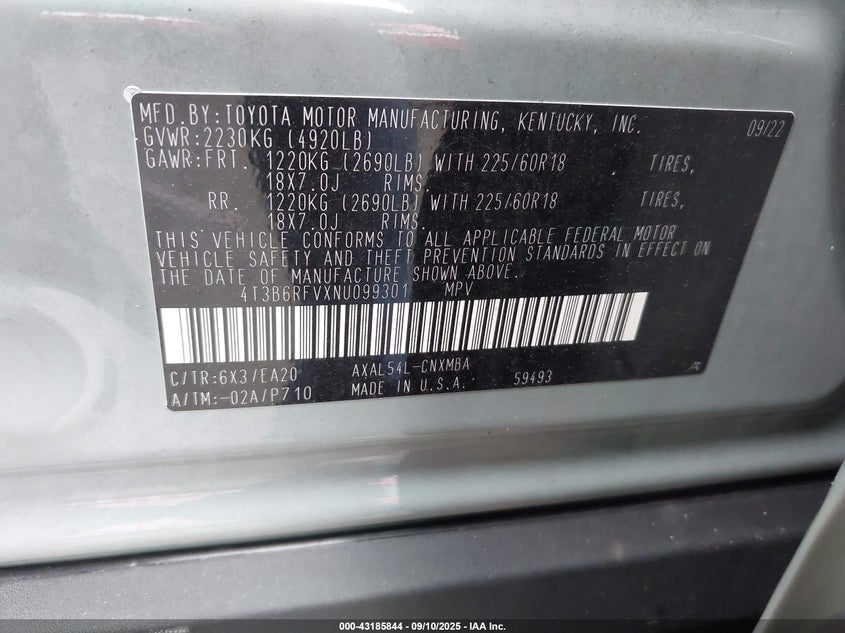 MFD.BY:TOYOTA MOTOR MANUFACTURING, KENTUCKY, INC. 09/22
GVWR:2230KG (4920LB)
GAWR:FRT. 1220KG (2690LB) WITH 225/60R18 TIRES,
18X7.0J RIMS.
RR. 1220KG (2690LB) WITH 225/60R18 TIRES,
18X7.0J RIMS.
THIS VEHICLE CONFORMS TO ALL APPLICABLE FEDERAL MOTOR
VEHICLE SAFETY AND THEFT PREVENTION STANDARDS IN EFFECT ON
THE DATE OF MANUFACTURE SHOWN ABOVE.
4T3B6RFVXNU099301 MPV
C/TR:6X3/EA20 AXAL54L-CNXMBA
A/TM:-02A/P710 MADE IN U.S.A. 59493
000-43185844 - 09/10/2025 - IAA Inc.